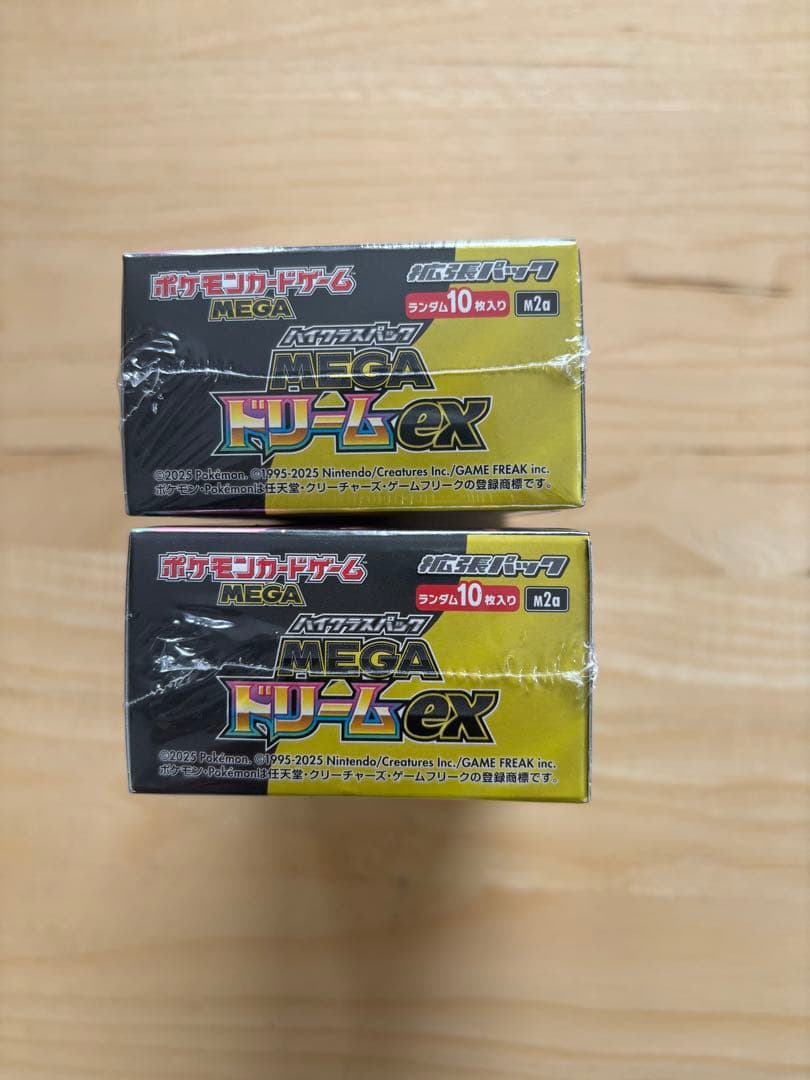 ポケモンカードゲーム
MEGA
拡張パック
ランダム10枚入り M2a
ハイクラスパック
MEGA
ドリームex
©2025 Pokémon. ©1995-2025 Nintendo/Creatures Inc./GAME FREAK inc.
ポケモン・Pokémonは任天堂・クリーチャーズ・ゲームフリークの登録商標です。
ポケモンカードゲーム
MEGA
拡張パック
ランダム10枚入り M2a
ハイクラスパック
MEGA
ドリームex
©2025 Pokémon. ©1995-2025 Nintendo/Creatures Inc./GAME FREAK inc.
ポケモン・Pokémonは任天堂・クリーチャーズ・ゲームフリークの登録商標です。